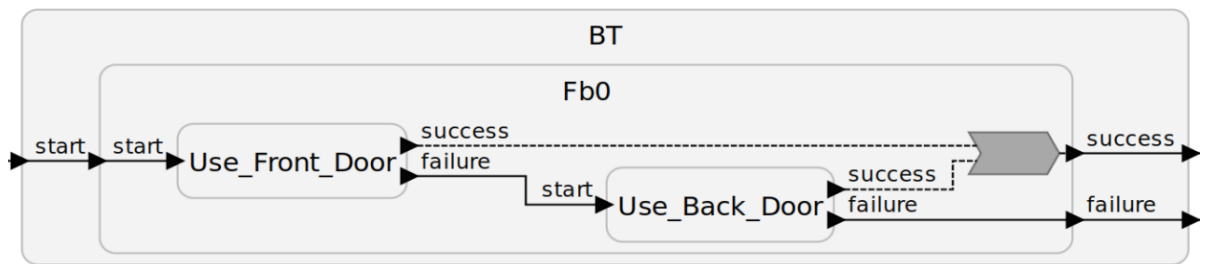 BT
Fb0
start
start
Use_Front_Door
success
failure
start
Use_Back_Door
success
failure
success
failure